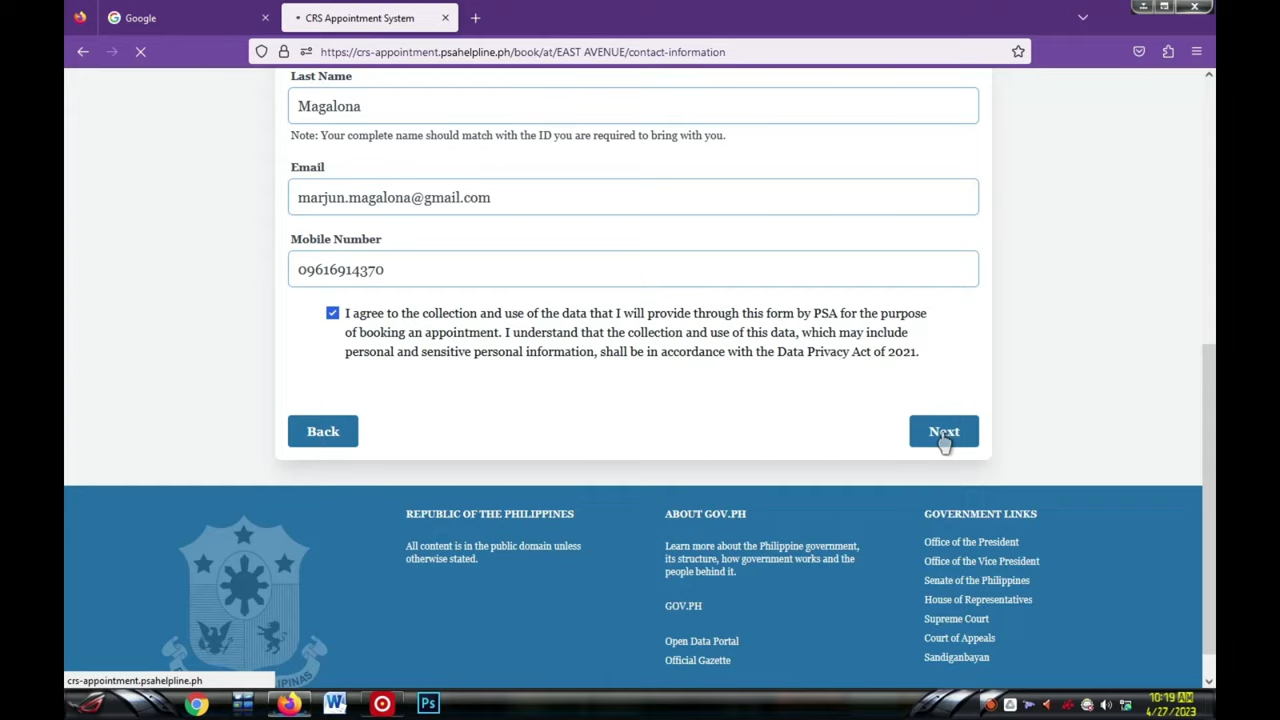 Google
CRS Appointment System
https://crs-appointment.psahelpline.ph/book/at/EAST AVENUE/contact-information
Last Name
Magalona
Note: Your complete name should match with the ID you are required to bring with you.
Email
marjun.magalona@gmail.com
Mobile Number
09616914370
I agree to the collection and use of the data that I will provide through this form by PSA for the purpose
of booking an appointment. I understand that the collection and use of this data, which may include
personal and sensitive personal information, shall be in accordance with the Data Privacy Act of 2021.
Back
Next
REPUBLIC OF THE PHILIPPINES
All content is in the public domain unless
otherwise stated.
ABOUT GOV.PH
Learn more about the Philippine government,
its structure, how government works and the
people behind it.
GOV.PH
Open Data Portal
Official Gazette
GOVERNMENT LINKS
Office of the President
Office of the Vice President
Senate of the Philippines
House of Representatives
Supreme Court
Court of Appeals
Sandiganbayan
IPINAS
crs-appointment.psahelpline.ph
W
Ps
10:19 AM
4/27/2023